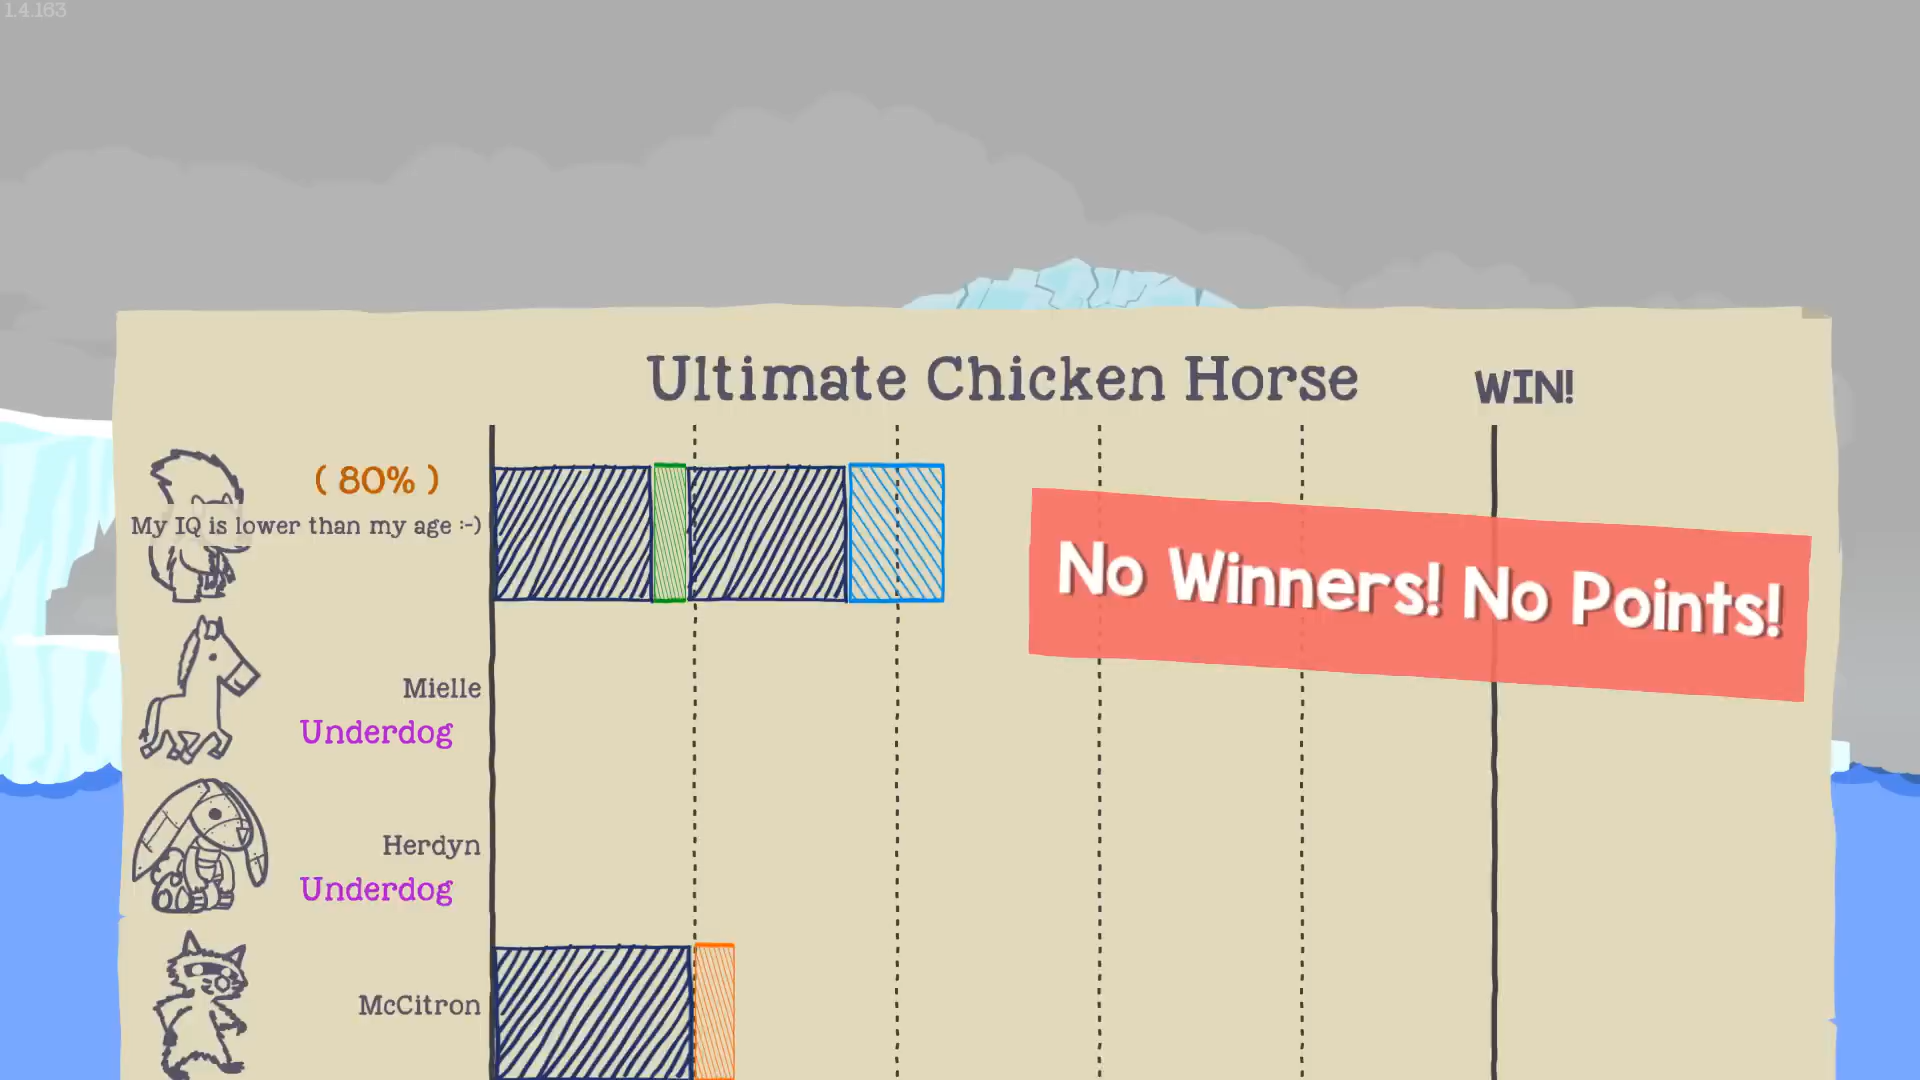 1.4.163
Ultimate Chicken Horse
WIN!
( 80% )
My IQ is lower than my age :-)
No Winners! No Points!
Mielle
Underdog
Herdyn
Underdog
McCitron